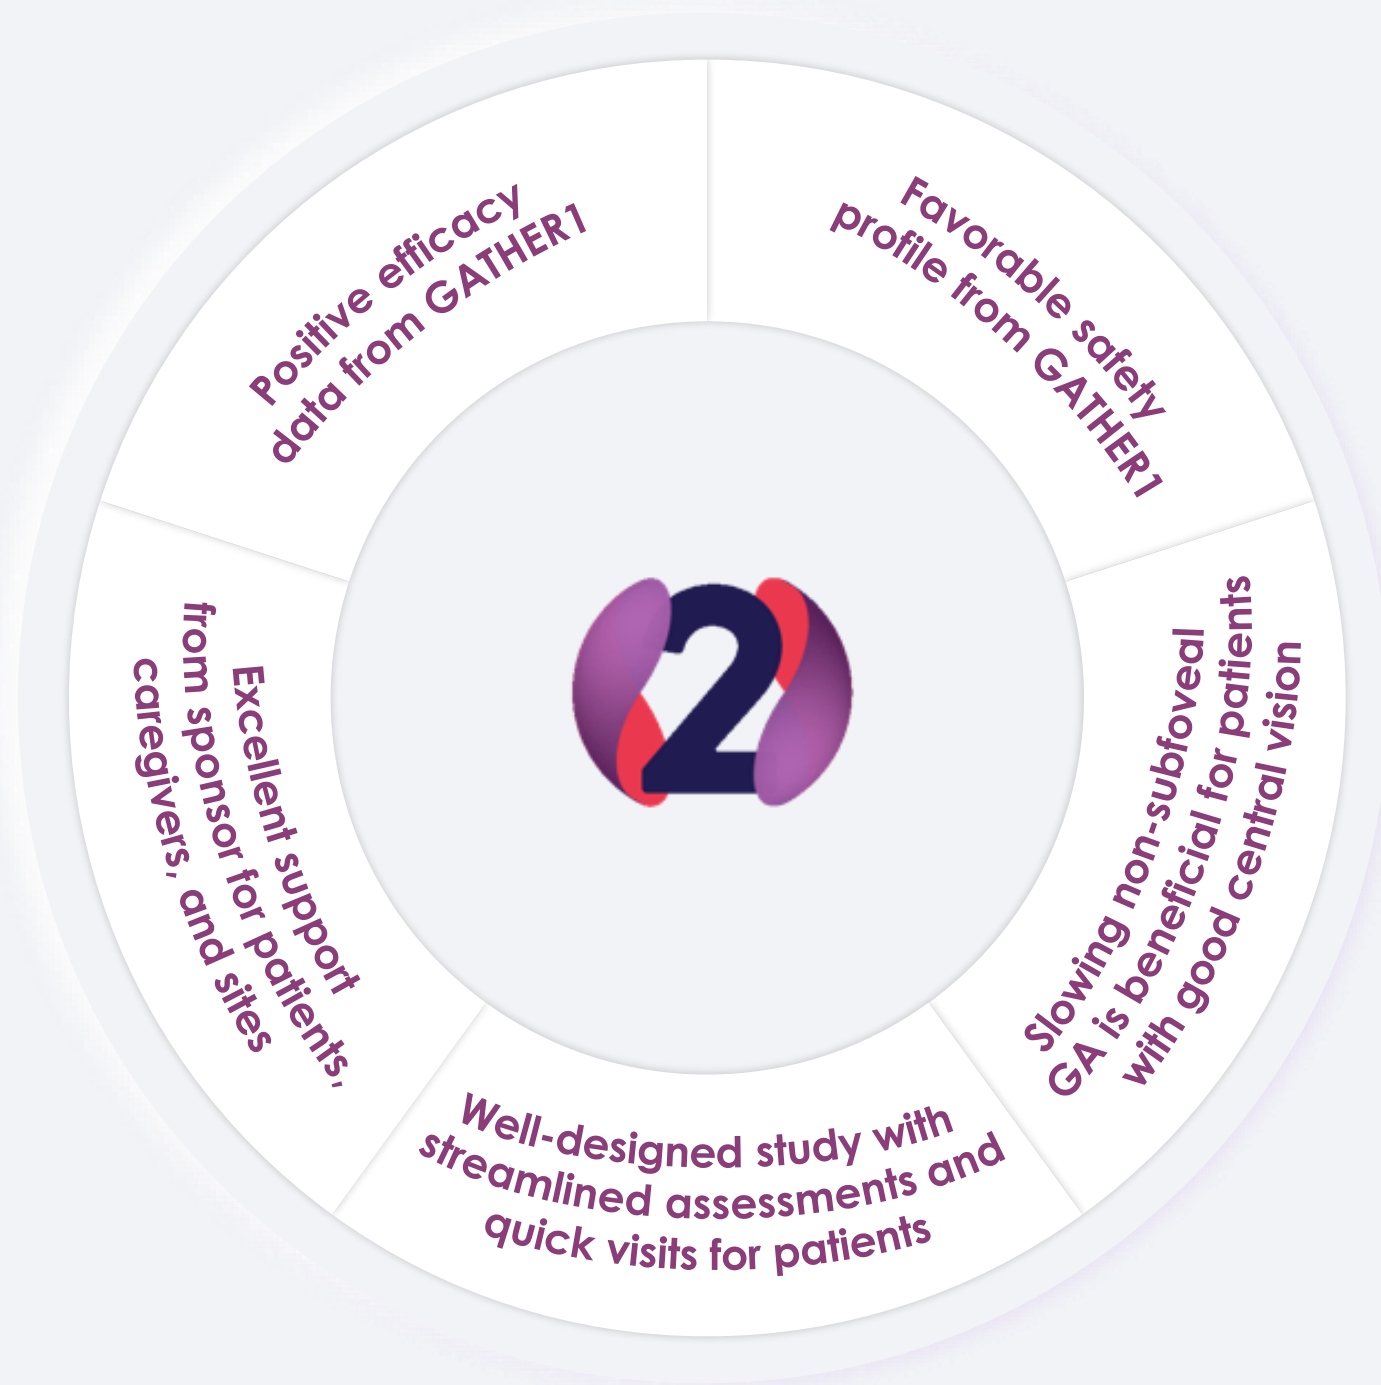 Positive efficacy
data from GATHER1
Favorable safety
profile from GATHER1
Slowing non-subfoveal
GA is beneficial for patients
with good central vision
Well-designed study with
streamlined assessments and
quick visits for patients
Excellent support
from sponsor for patients,
caregivers, and sites
2